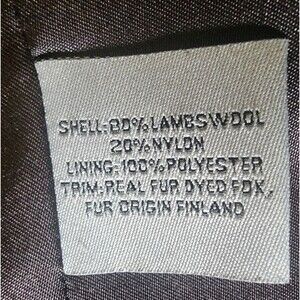 SHELL:80%LAMBSWOOL
20%NYLON
LINING:100%POLYESTER
TRIM:REAL FUR DYED FOX,
FUR ORIGIN FINLAND